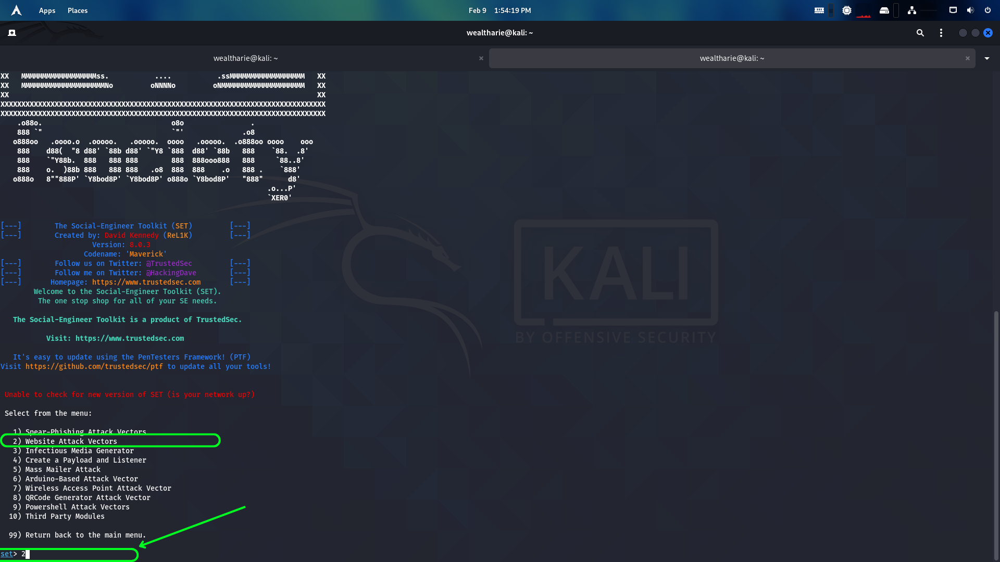 Apps Places Feb 9 1:54:19 PM
wealtharie@kali: ~
wealtharie@kali: ~ × wealtharie@kali: ~ ×
XX   MMMMMMMMMMMMMMMMMMss.           ....           .ssMMMMMMMMMMMMMMMMMM   XX
XX   MMMMMMMMMMMMMMMMMMMMNo         oNNNNo         oNMMMMMMMMMMMMMMMMMMMM   XX
XX                                                                          XX
XXXXXXXXXXXXXXXXXXXXXXXXXXXXXXXXXXXXXXXXXXXXXXXXXXXXXXXXXXXXXXXXXXXXXXXXXXXXXX
XXXXXXXXXXXXXXXXXXXXXXXXXXXXXXXXXXXXXXXXXXXXXXXXXXXXXXXXXXXXXXXXXXXXXXXXXXXXXX
    .o88o.                               o8o                .
    888 `"                               `"'              .o8
   o888oo   .oooo.o  .ooooo.   .ooooo.  oooo   .ooooo.  .o888oo oooo    ooo
    888    d88(  "8 d88' `88b d88' `"Y8 `888  d88' `88b   888    `88.  .8'
    888    `"Y88b.  888   888 888        888  888ooo888   888     `88..8'
    888    o.  )88b 888   888 888   .o8  888  888    .o   888 .    `888'
   o888o   8""888P' `Y8bod8P' `Y8bod8P' o888o `Y8bod8P'   "888"      d8'
                                                                .o...P'
                                                                `XER0'
[---] The Social-Engineer Toolkit (SET) [---]
[---] Created by: David Kennedy (ReL1K) [---]
Version: 8.0.3
Codename: 'Maverick'
[---] Follow us on Twitter: @TrustedSec [---]
[---] Follow me on Twitter: @HackingDave [---]
[---] Homepage: https://www.trustedsec.com [---]
Welcome to the Social-Engineer Toolkit (SET).
The one stop shop for all of your SE needs.
The Social-Engineer Toolkit is a product of TrustedSec.
Visit: https://www.trustedsec.com
It's easy to update using the PenTesters Framework! (PTF)
Visit https://github.com/trustedsec/ptf to update all your tools!
Unable to check for new version of SET (is your network up?)
Select from the menu:
1) Spear-Phishing Attack Vectors
2) Website Attack Vectors
3) Infectious Media Generator
4) Create a Payload and Listener
5) Mass Mailer Attack
6) Arduino-Based Attack Vector
7) Wireless Access Point Attack Vector
8) QRCode Generator Attack Vector
9) Powershell Attack Vectors
10) Third Party Modules
99) Return back to the main menu.
set> 2
KALI
BY OFFENSIVE SECURITY